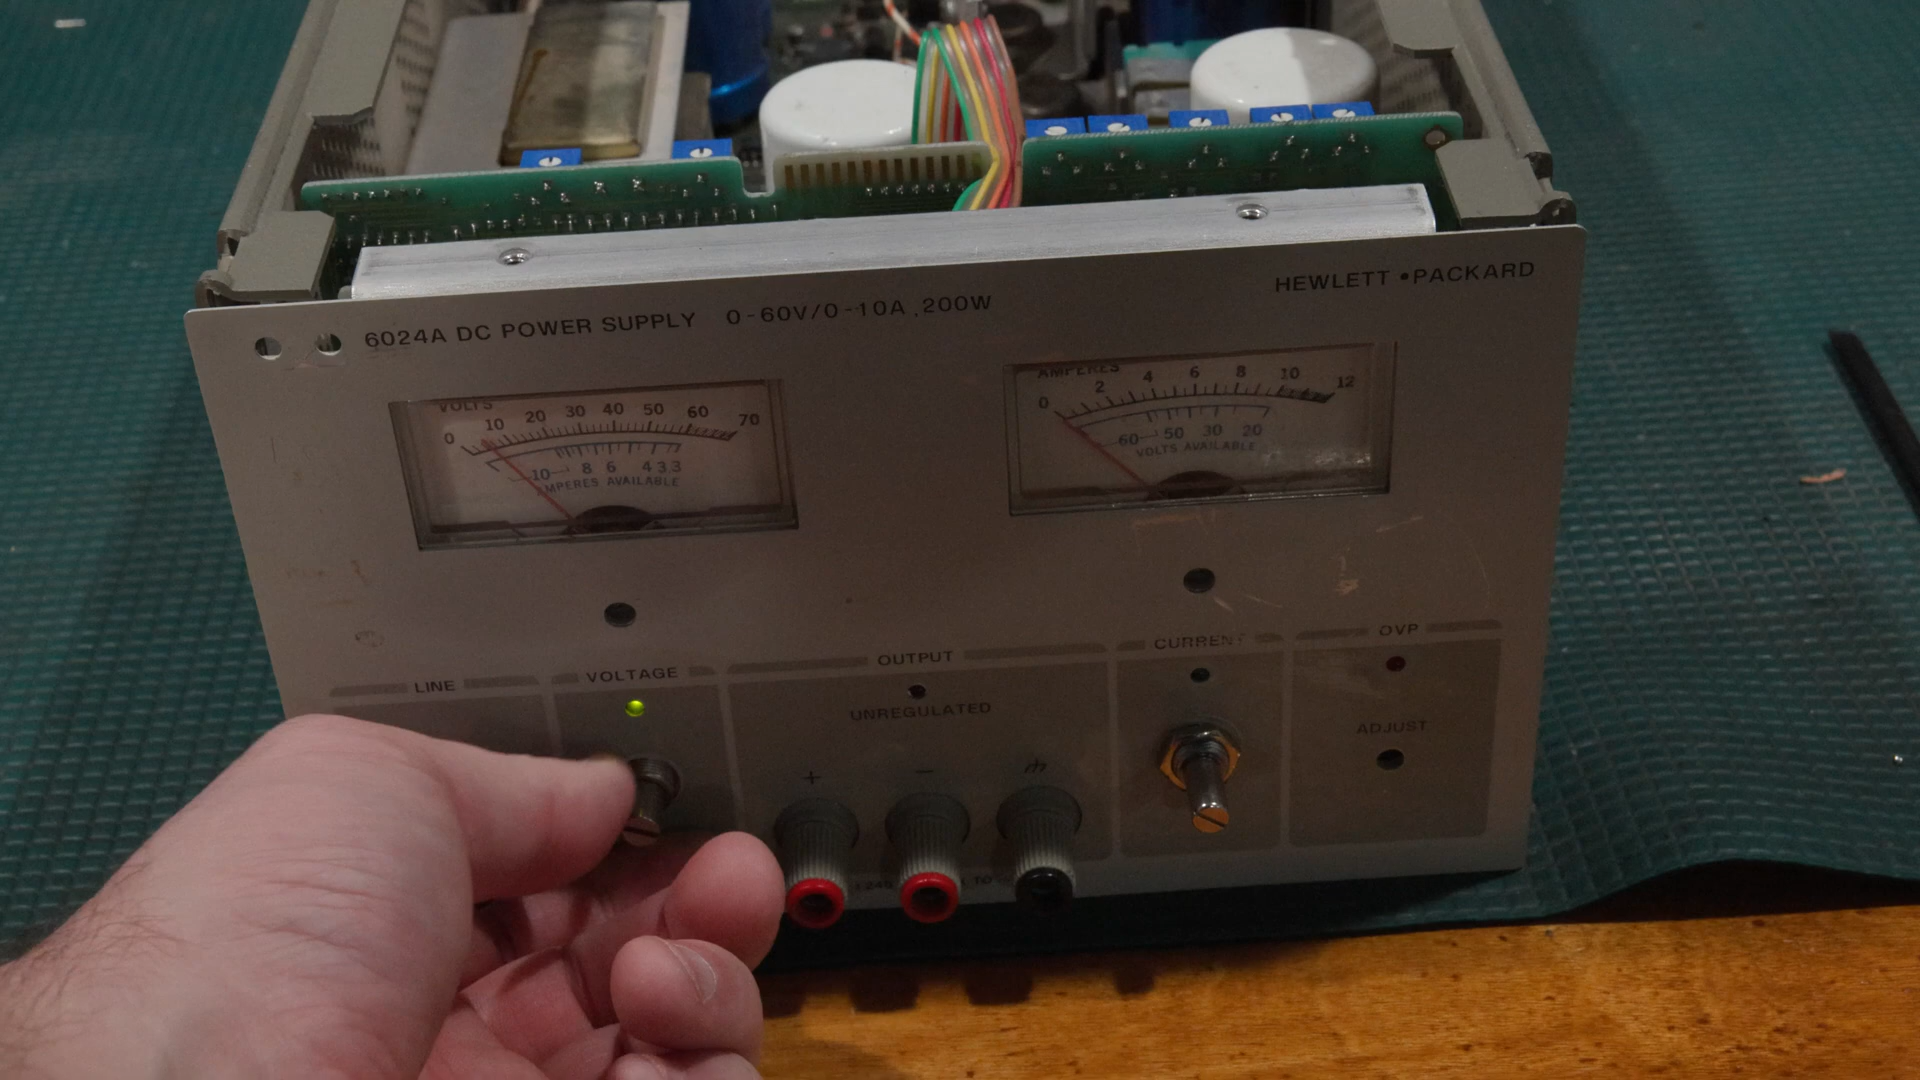 HEWLETT•PACKARD
6024A DC POWER SUPPLY 0-60V/0-10A, 200W
VOLTS
0 10 20 30 40 50 60 70
10 8 6 4 3.3
AMPERES AVAILABLE
AMPERES
0 2 4 6 8 10 12
60 50 30 20
VOLTS AVAILABLE
LINE
VOLTAGE
OUTPUT
UNREGULATED
+ −
CURRENT
OVP
ADJUST